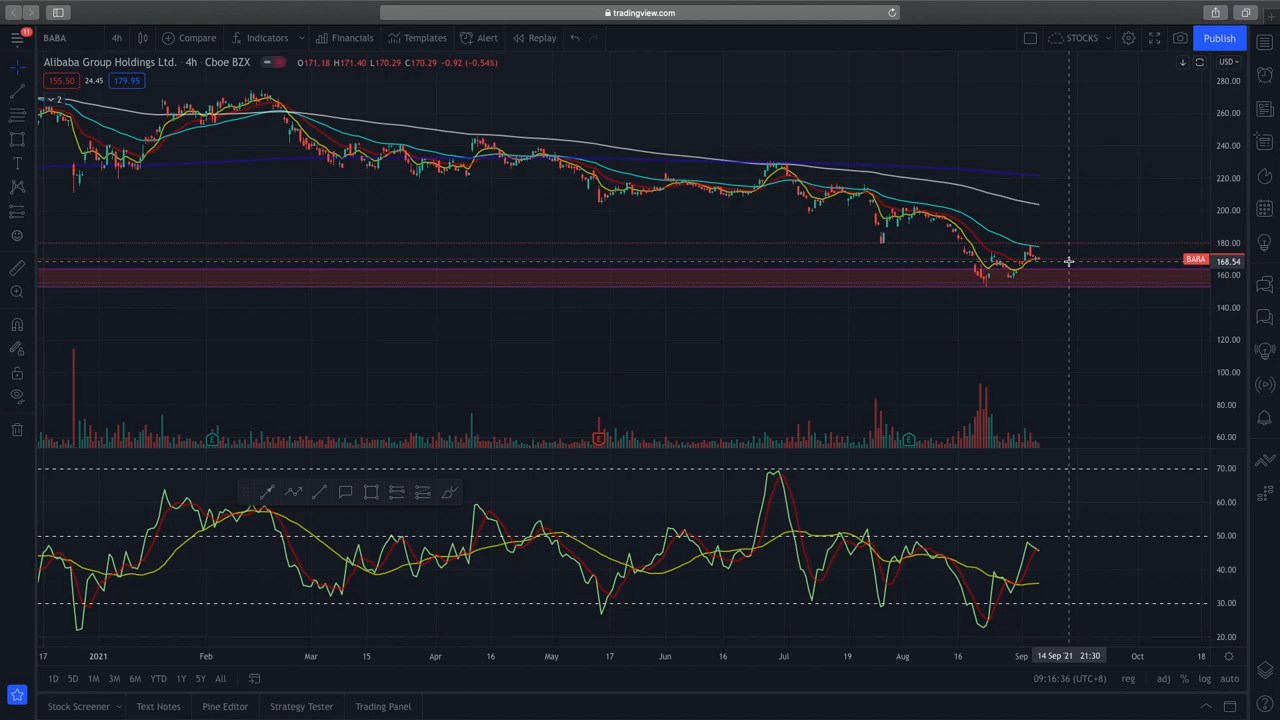 tradingview.com
11
BABA
4h
Compare
Indicators
Financials
Templates
Alert
Replay
STOCKS
Publish
Alibaba Group Holdings Ltd. · 4h · Cboe BZX
O171.18 H171.40 L170.29 C170.29 -0.92 (-0.54%)
USD
155.50
24.45
179.95
2
280.00
260.00
240.00
220.00
200.00
180.00
BABA
168.54
160.00
140.00
120.00
100.00
80.00
60.00
E
E
E
70.00
60.00
50.00
40.00
30.00
20.00
17
2021
Feb
Mar
15
Apr
16
May
Jun
16
Jul
19
Aug
16
Sep
14 Sep '21 21:30
Oct
18
1D
5D
1M
3M
6M
YTD
1Y
5Y
All
09:16:36 (UTC+8)
reg
adj
%
log
auto
Stock Screener
Text Notes
Pine Editor
Strategy Tester
Trading Panel